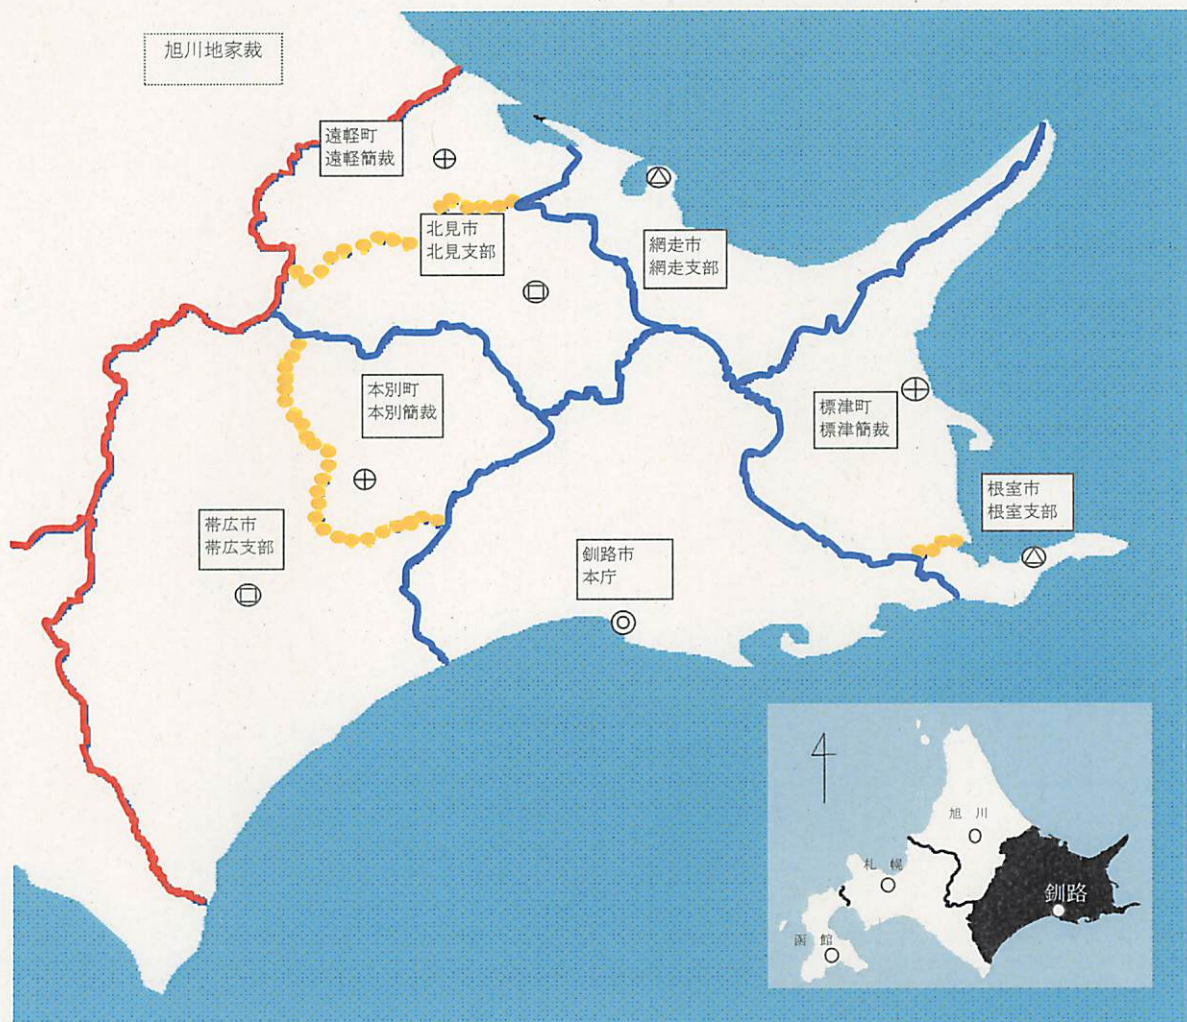 旭川地家裁
遠軽町
遠軽簡裁
北見市
北見支部
網走市
網走支部
本別町
本別簡裁
標津町
標津簡裁
根室市
根室支部
帯広市
帯広支部
釧路市
本庁
旭川
札幌
釧路
函館